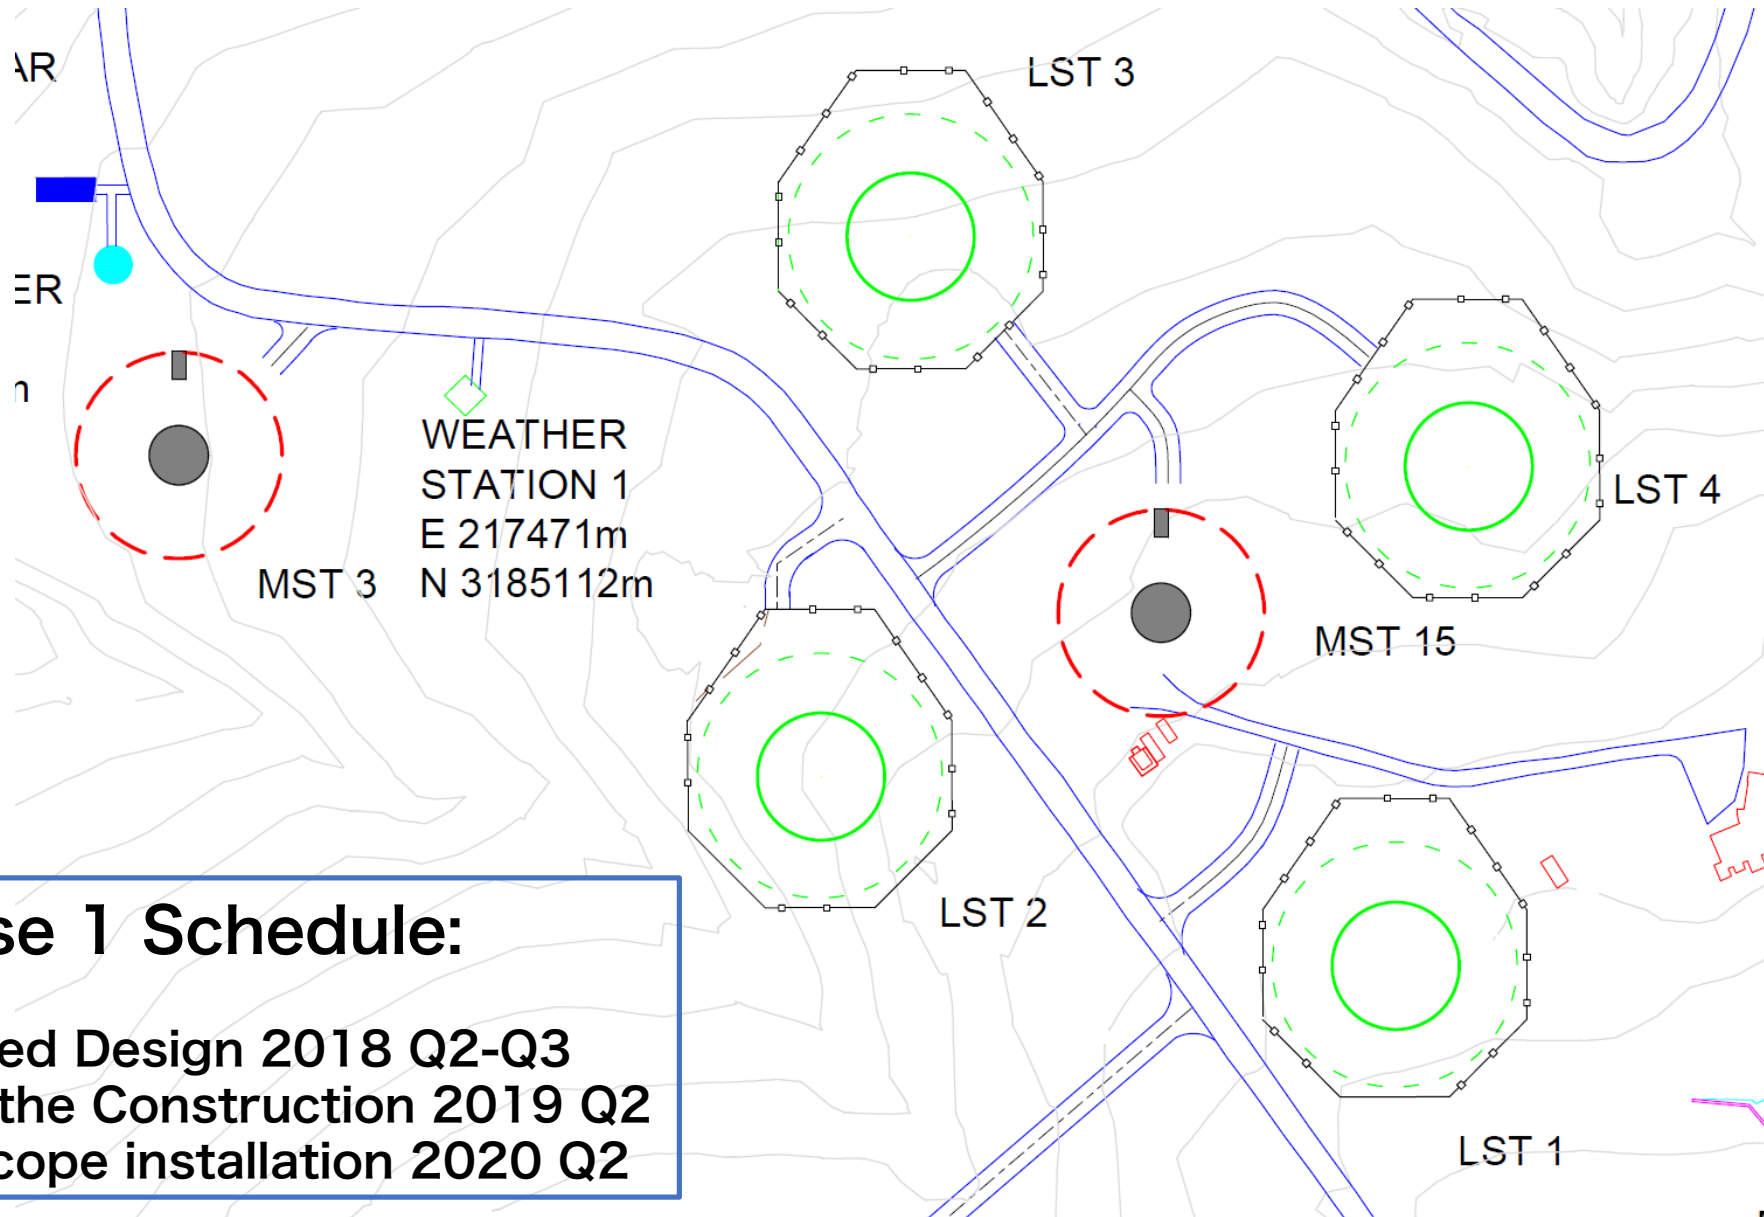 AR
LST 3
ER
WEATHER
STATION 1
E 217471m
N 3185112m
MST 3
LST 4
MST 15
LST 2
LST 1
se 1 Schedule:
ed Design 2018 Q2-Q3
the Construction 2019 Q2
cope installation 2020 Q2